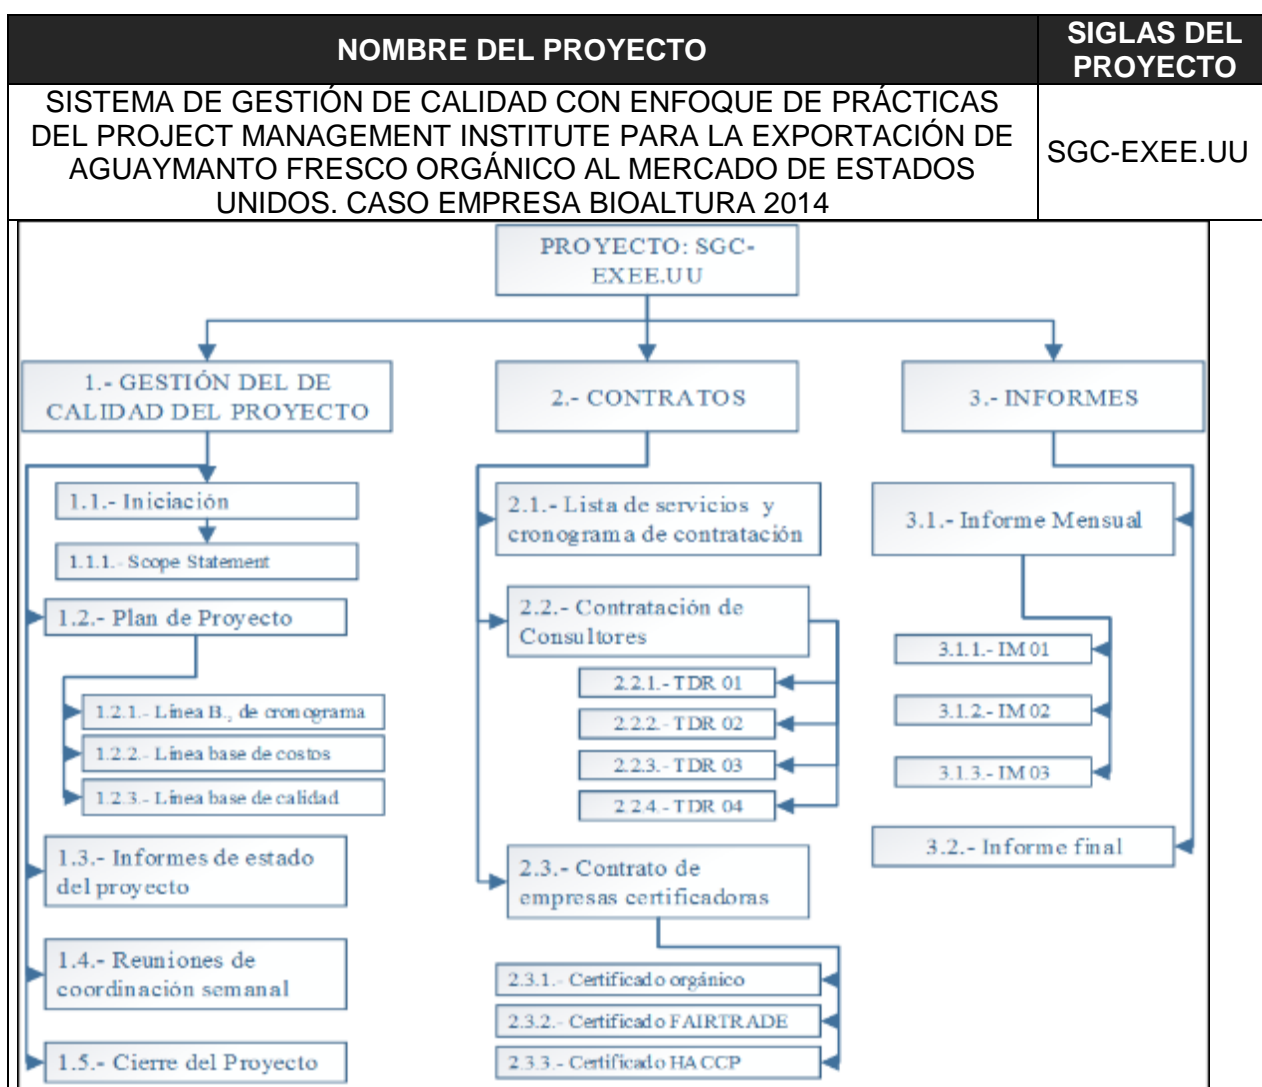 NOMBRE DEL PROYECTO
SIGLAS DEL
PROYECTO
SISTEMA DE GESTIÓN DE CALIDAD CON ENFOQUE DE PRÁCTICAS
DEL PROJECT MANAGEMENT INSTITUTE PARA LA EXPORTACIÓN DE
AGUAYMANTO FRESCO ORGÁNICO AL MERCADO DE ESTADOS
UNIDOS. CASO EMPRESA BIOALTURA 2014
SGC-EXEE.UU
PROYECTO: SGC-
EXEE.UU
1.- GESTIÓN DEL DE
CALIDAD DEL PROYECTO
1.1.- Iniciación
1.1.1.- Scope Statement
1.2.- Plan de Proyecto
1.2.1.- Línea B., de cronograma
1.2.2.- Línea base de costos
1.2.3.- Línea base de calidad
1.3.- Informes de estado
del proyecto
1.4.- Reuniones de
coordinación semanal
1.5.- Cierre del Proyecto
2.- CONTRATOS
2.1.- Lista de servicios y
cronograma de contratación
2.2.- Contratación de
Consultores
2.2.1.- TDR 01
2.2.2.- TDR 02
2.2.3.- TDR 03
2.2.4.- TDR 04
2.3.- Contrato de
empresas certificadoras
2.3.1.- Certificado orgánico
2.3.2.- Certificado FAIRTRADE
2.3.3.- Certificado HACCP
3.- INFORMES
3.1.- Informe Mensual
3.1.1.- IM 01
3.1.2.- IM 02
3.1.3.- IM 03
3.2.- Informe final